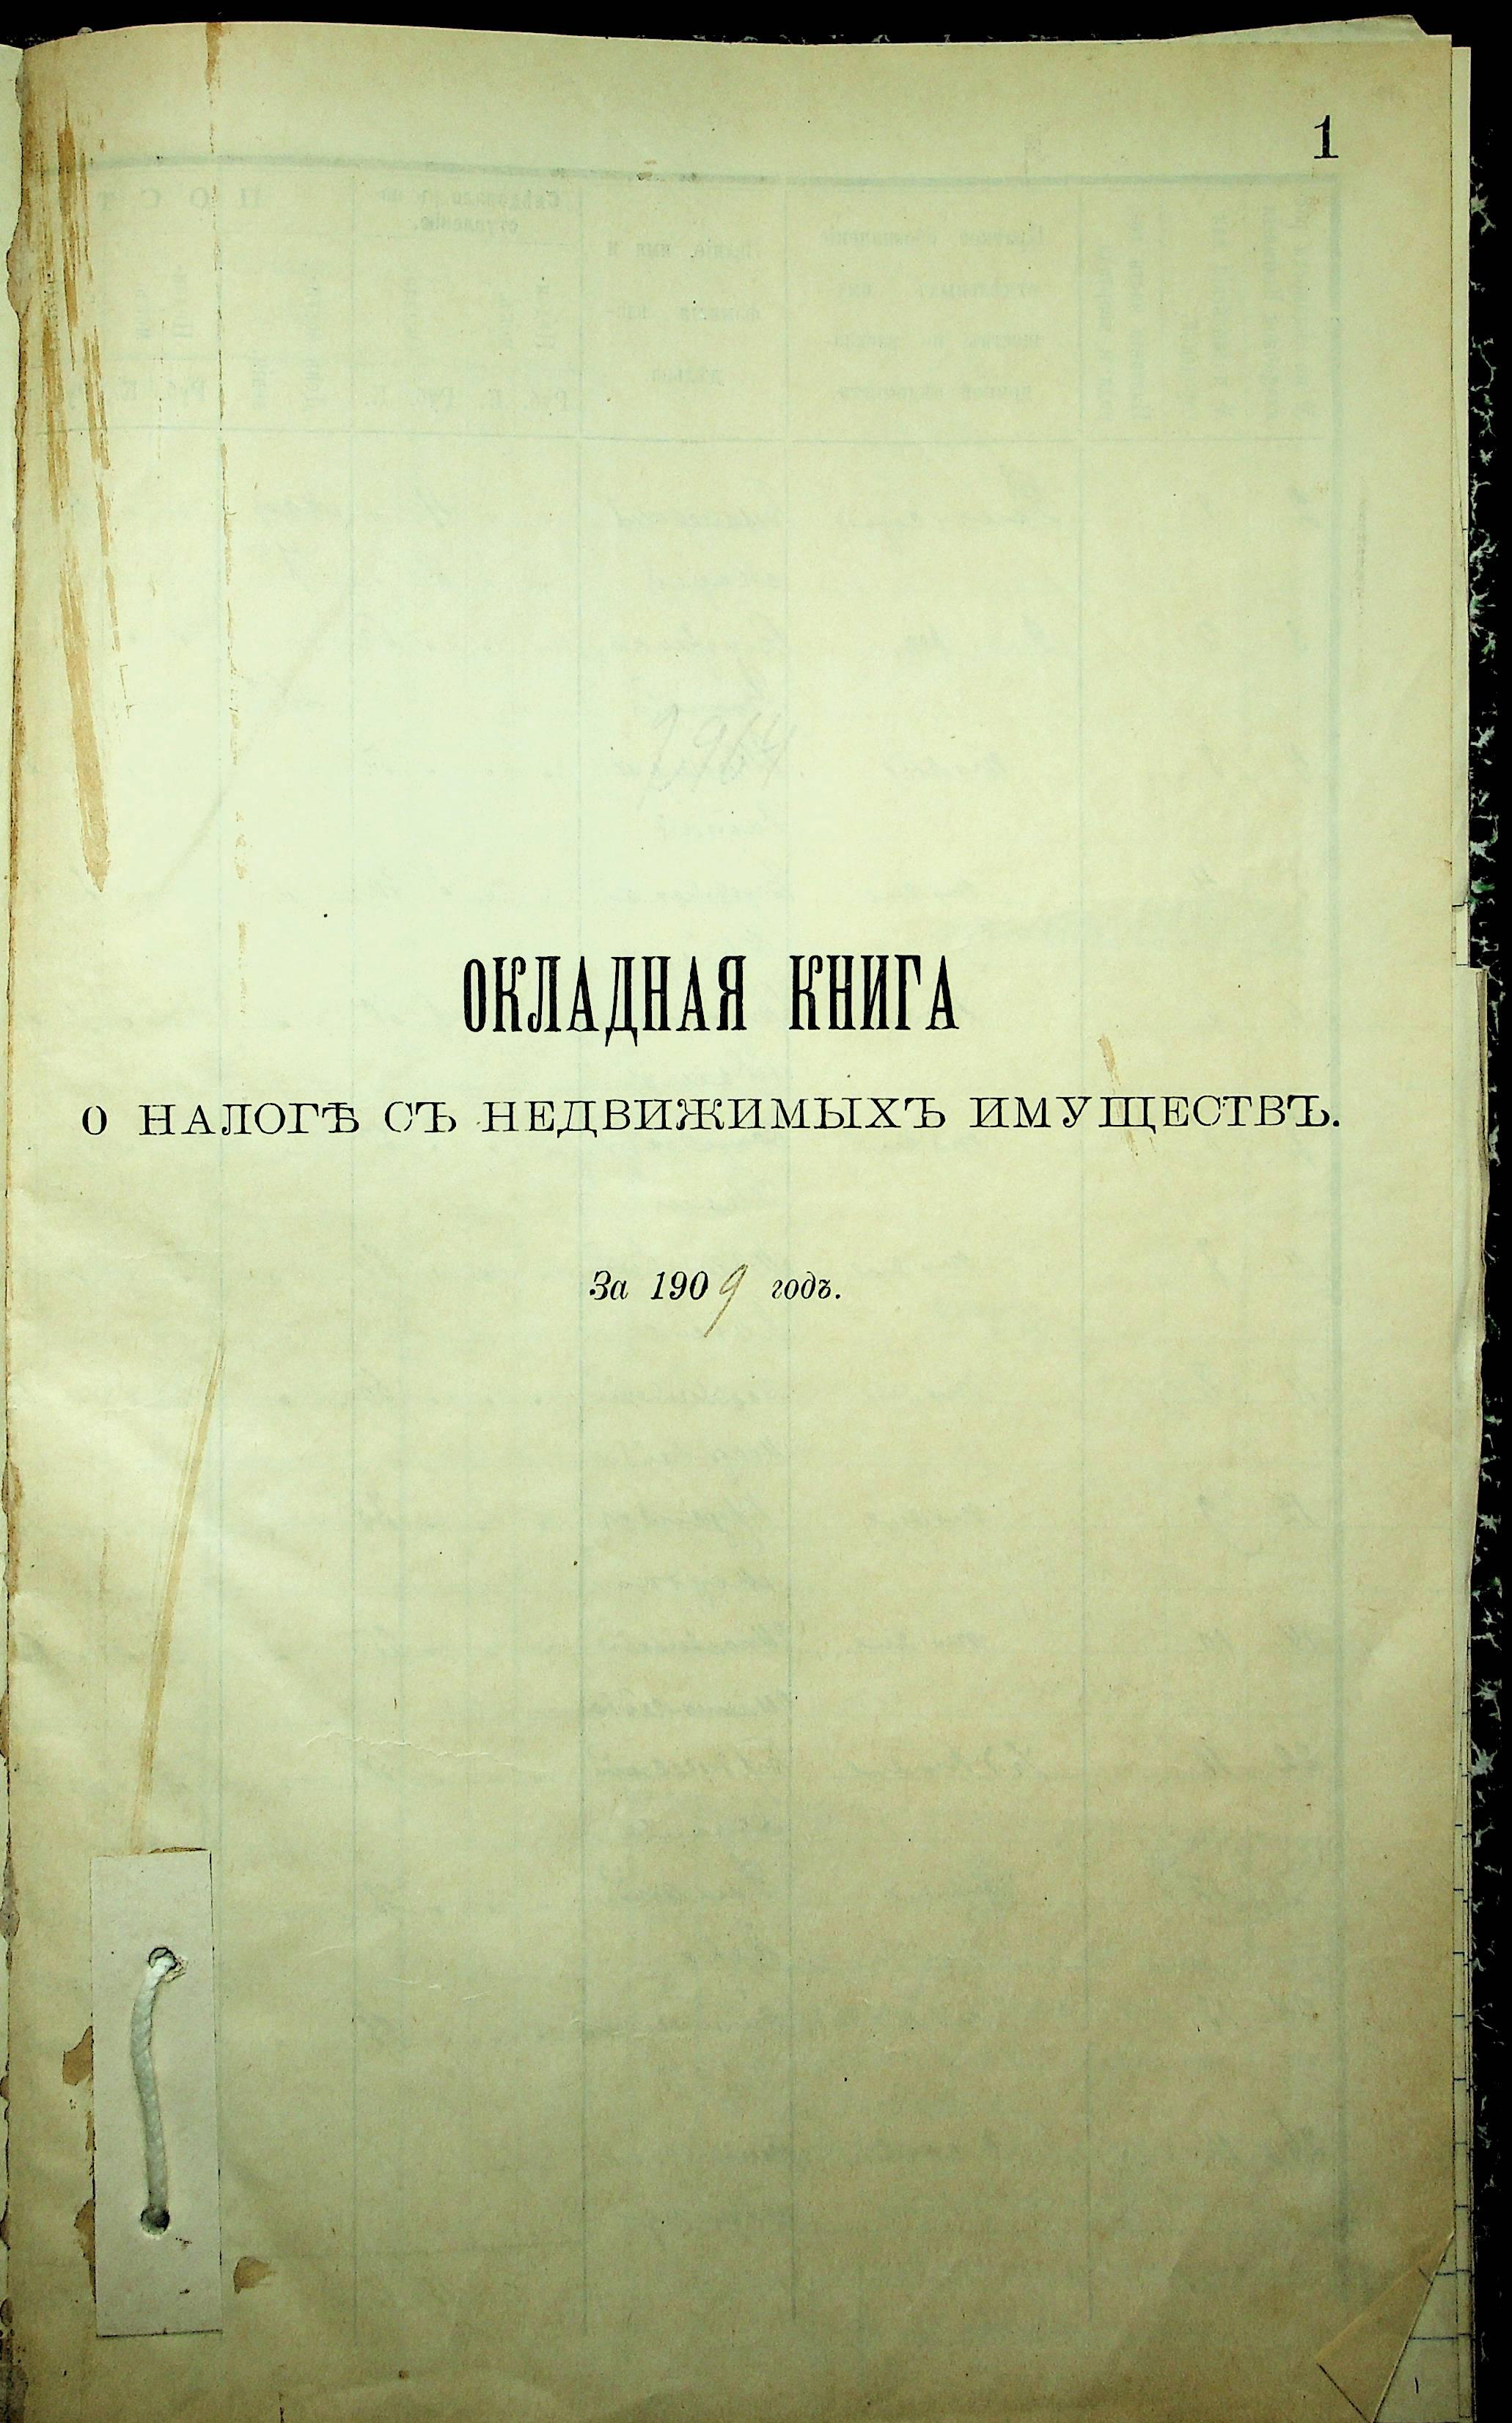 1
ОКЛАДНАЯ КНИГА
О НАЛОГѢ СЪ НЕДВИЖИМЫХЪ ИМУЩЕСТВЪ.
За 1909 годъ.